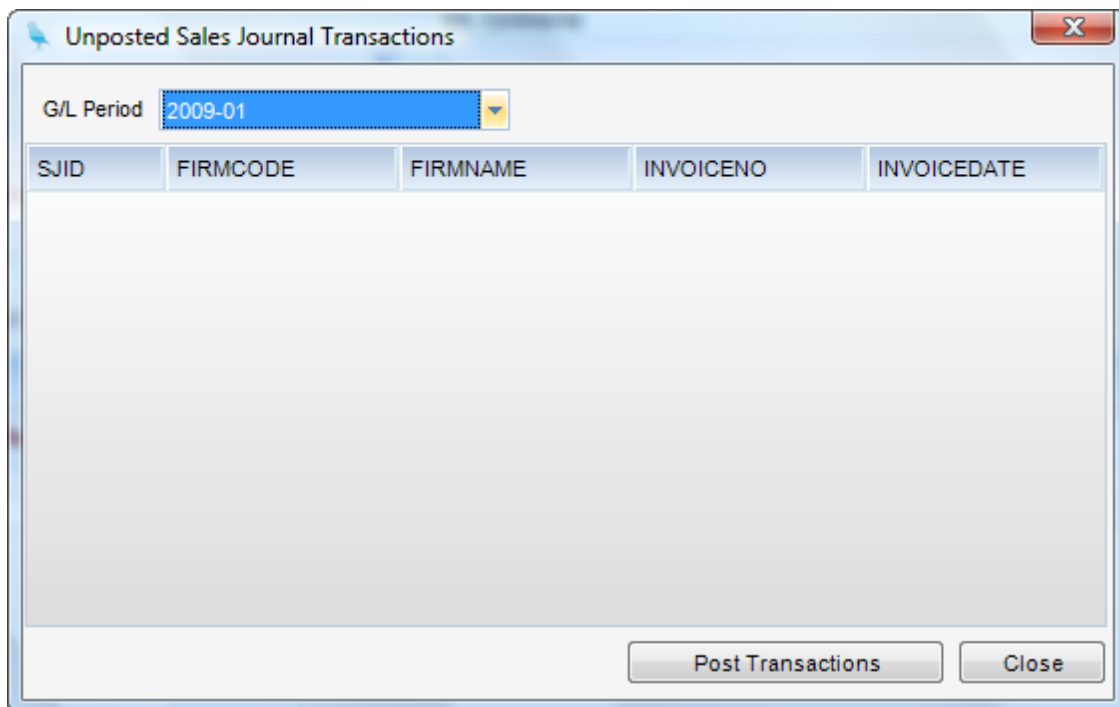 Unposted Sales Journal Transactions
G/L Period 2009-01
SJID FIRMCODE FIRMNAME INVOICENO INVOICEDATE
Post Transactions Close